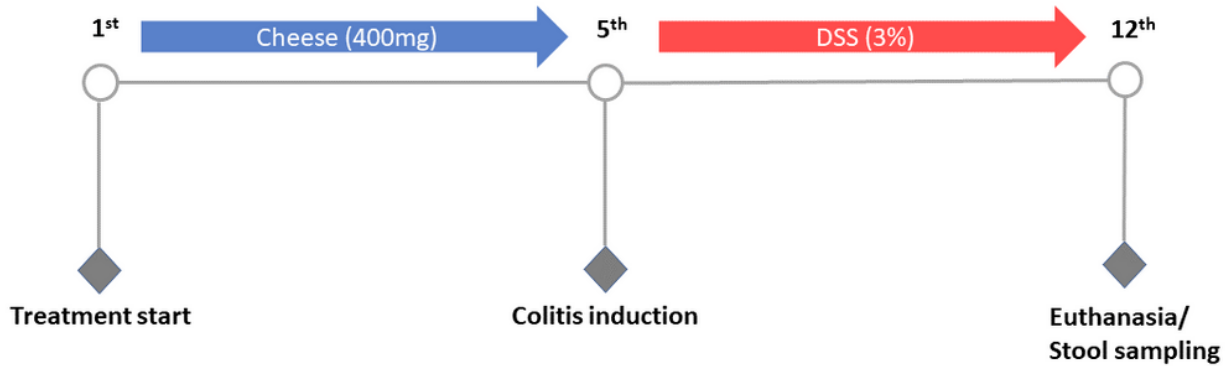 1st
Cheese (400mg)
5th
DSS (3%)
12th
Treatment start
Colitis induction
Euthanasia/
Stool sampling